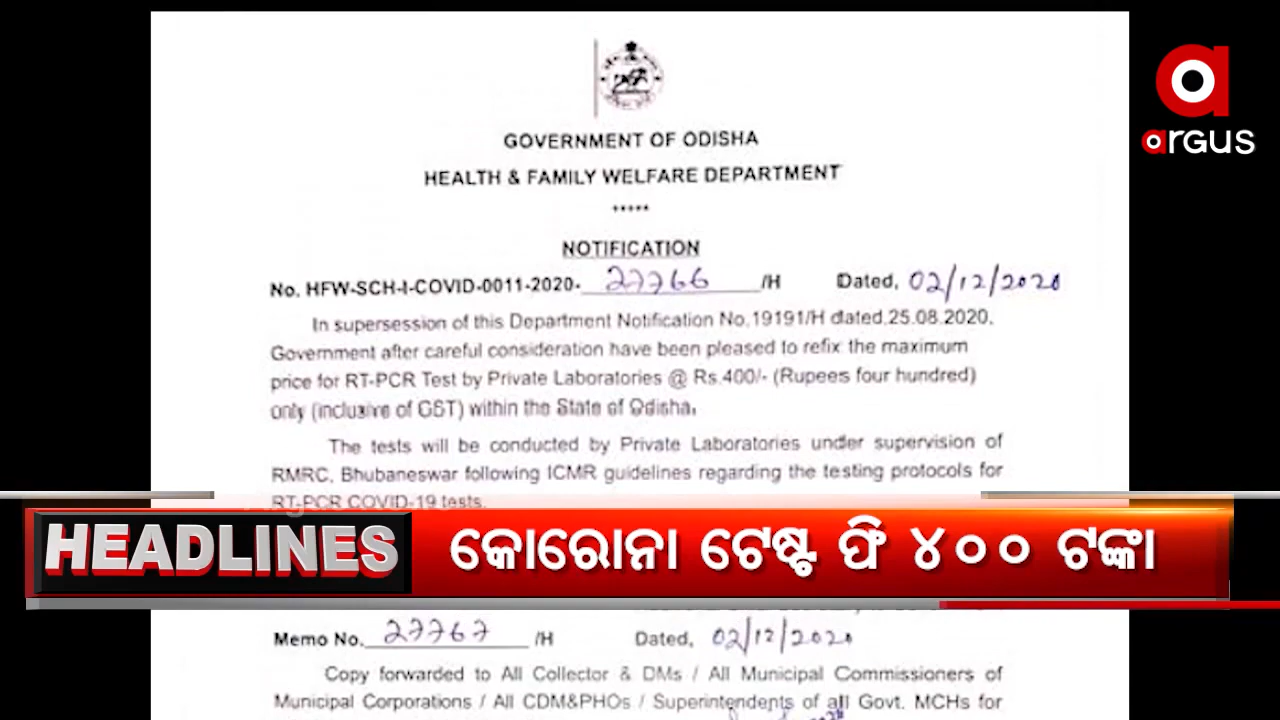 argus
GOVERNMENT OF ODISHA
HEALTH & FAMILY WELFARE DEPARTMENT
*****
NOTIFICATION
No. HFW-SCH-I-COVID-0011-2020- 27766 /H Dated, 02/12/2020
In supersession of this Department Notification No.19191/H dated.25.08.2020,
Government after careful consideration have been pleased to refix the maximum
price for RT-PCR Test by Private Laboratories @ Rs.400/- (Rupees four hundred)
only (inclusive of GST) within the State of Odisha.
The tests will be conducted by Private Laboratories under supervision of
RMRC, Bhubaneswar following ICMR guidelines regarding the testing protocols for
RT-PCR COVID-19 tests.
HEADLINES କୋରୋନା ଟେଷ୍ଟ ଫି ୪୦୦ ଟଙ୍କା
Memo No. 27767 /H Dated, 02/12/2020
Copy forwarded to All Collector & DMs / All Municipal Commissioners of
Municipal Corporations / All CDM&PHOs / Superintendents of all Govt. MCHs for